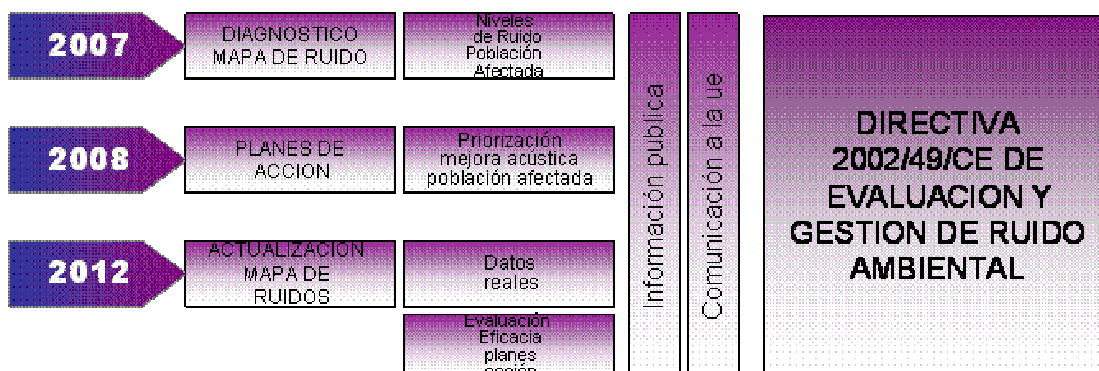 2007
DIAGNOSTICO
MAPA DE RUIDO
Niveles
de Ruido
Población
Afectada
2008
PLANES DE
ACCION
Priorización
mejora acustica
población afectada
2012
ACTUALIZACION
MAPA DE
RUIDOS
Datos
reales
Evaluación
Eficacia
planes
Información publica
Comunicación a la ue
DIRECTIVA
2002/49/CE DE
EVALUACION Y
GESTION DE RUIDO
AMBIENTAL